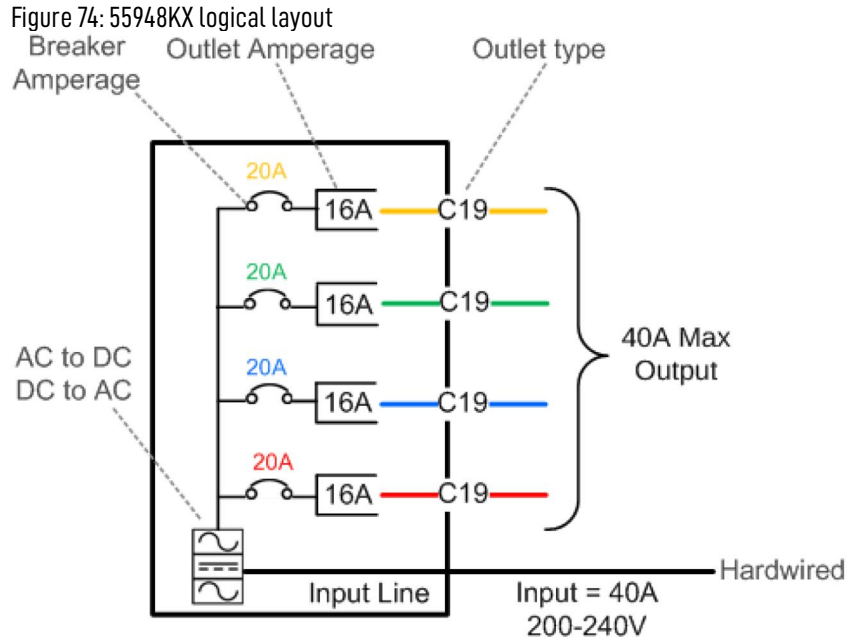 Figure 74: 55948KX logical layout
Breaker
Amperage
Outlet Amperage
Outlet type
20A
16A
C19
20A
16A
C19
20A
16A
C19
20A
16A
C19
40A Max
Output
AC to DC
DC to AC
Input Line
Input = 40A
200-240V
Hardwired